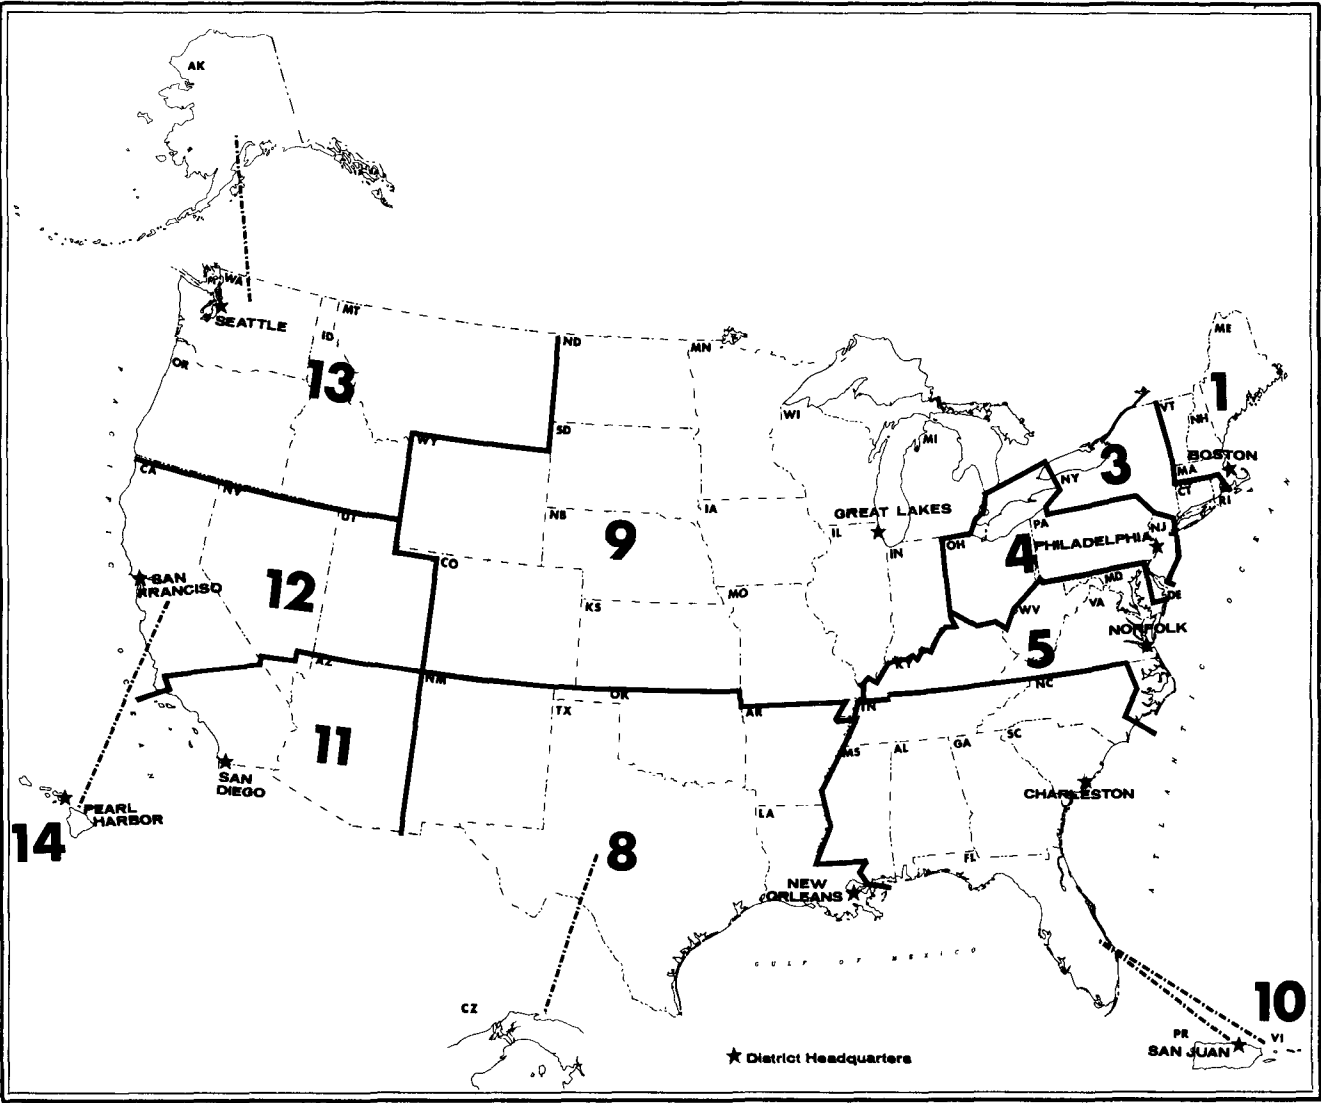 AK
WA
SEATTLE
MT
ID
OR
13
ND
MN
ME
1
WI
VT
NH
MI
SD
WY
CA
NV
UT
BOSTON
MA
CT
RI
NY
3
GREAT LAKES
IL
IN
OH
PA
NJ
4
PHILADELPHIA
NB
IA
9
CO
KS
MO
MD
DE
VA
WV
NORFOLK
5
SAN
FRANCISO
12
AZ
NM
OK
TX
AR
KY
TN
NC
SC
MS
AL
GA
11
SAN
DIEGO
CHARLESTON
PEARL
HARBOR
14
LA
8
FL
NEW
ORLEANS
GULF OF MEXICO
CZ
10
PR
VI
SAN JUAN
District Headquarters